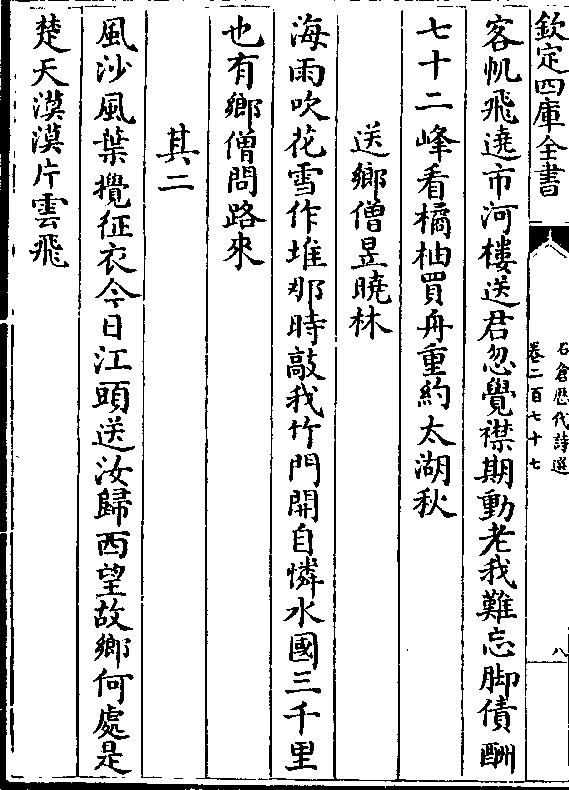 欽定四庫全書
石倉歷代詩選
卷二百七十七
八
客帆飛遶市河樓送君忽覺襟期動老我難忘脚債酬
七十二峰看橘柚買舟重約太湖秋
送鄉僧昱曉林
海雨吹花雪作堆那時敲我竹門開自憐水國三千里
也有鄉僧問路來
其二
風沙風葉攪征衣今日江頭送汝歸西望故鄉何處是
楚天漠漠片雲飛